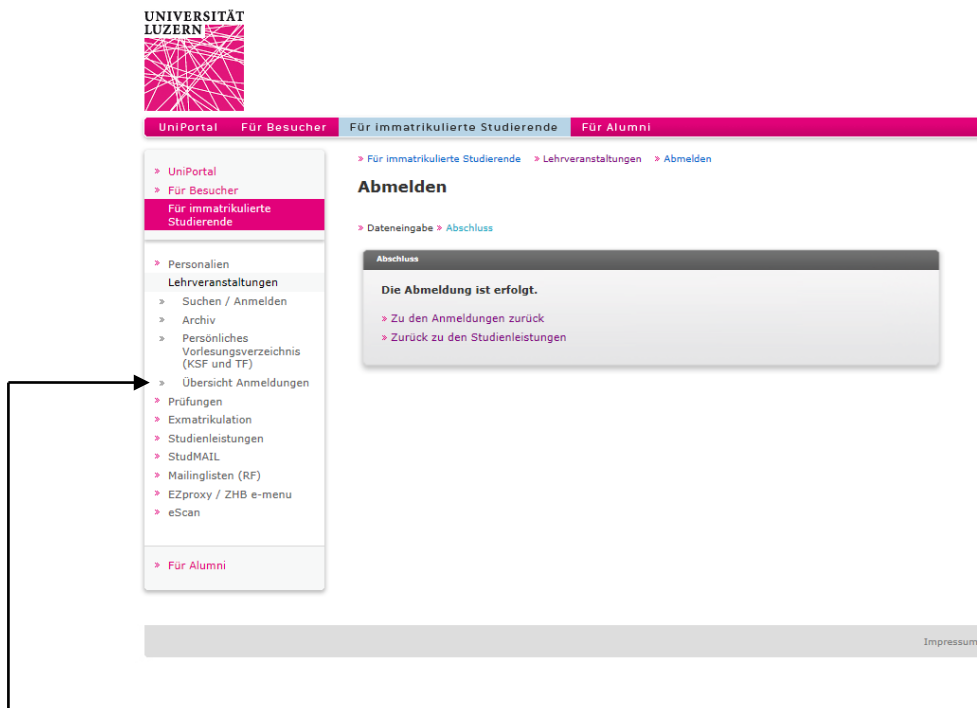 UNIVERSITÄT
LUZERN
UniPortal Für Besucher Für immatrikulierte Studierende Für Alumni
» Für immatrikulierte Studierende » Lehrveranstaltungen » Abmelden
Abmelden
» Dateneingabe » Abschluss
Abschluss
Die Abmeldung ist erfolgt.
» Zu den Anmeldungen zurück
» Zurück zu den Studienleistungen
» UniPortal
» Für Besucher
Für immatrikulierte
Studierende
» Personalien
Lehrveranstaltungen
» Suchen / Anmelden
» Archiv
» Persönliches
Vorlesungsverzeichnis
(KSF und TF)
» Übersicht Anmeldungen
» Prüfungen
» Exmatrikulation
» Studienleistungen
» StudMAIL
» Mailinglisten (RF)
» EZproxy / ZHB e-menu
» eScan
» Für Alumni
Impressum